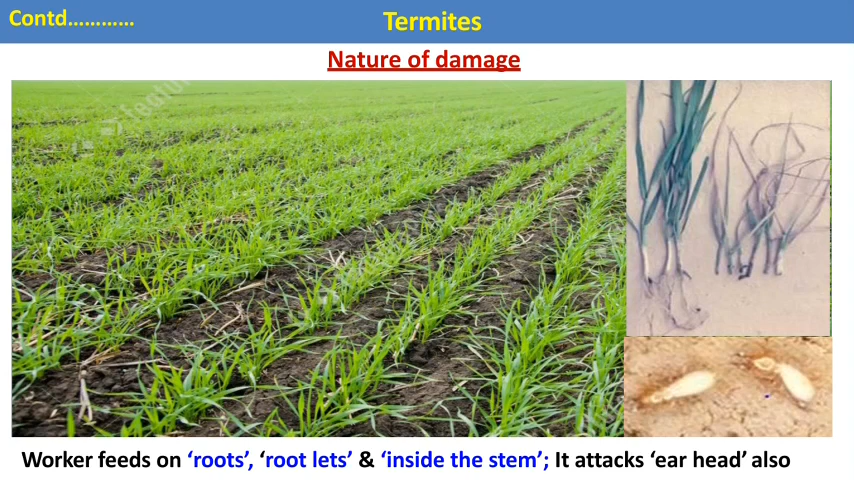 Contd…………
Termites
Nature of damage
Worker feeds on ‘roots’, ‘root lets’ & ‘inside the stem’; It attacks ‘ear head’ also